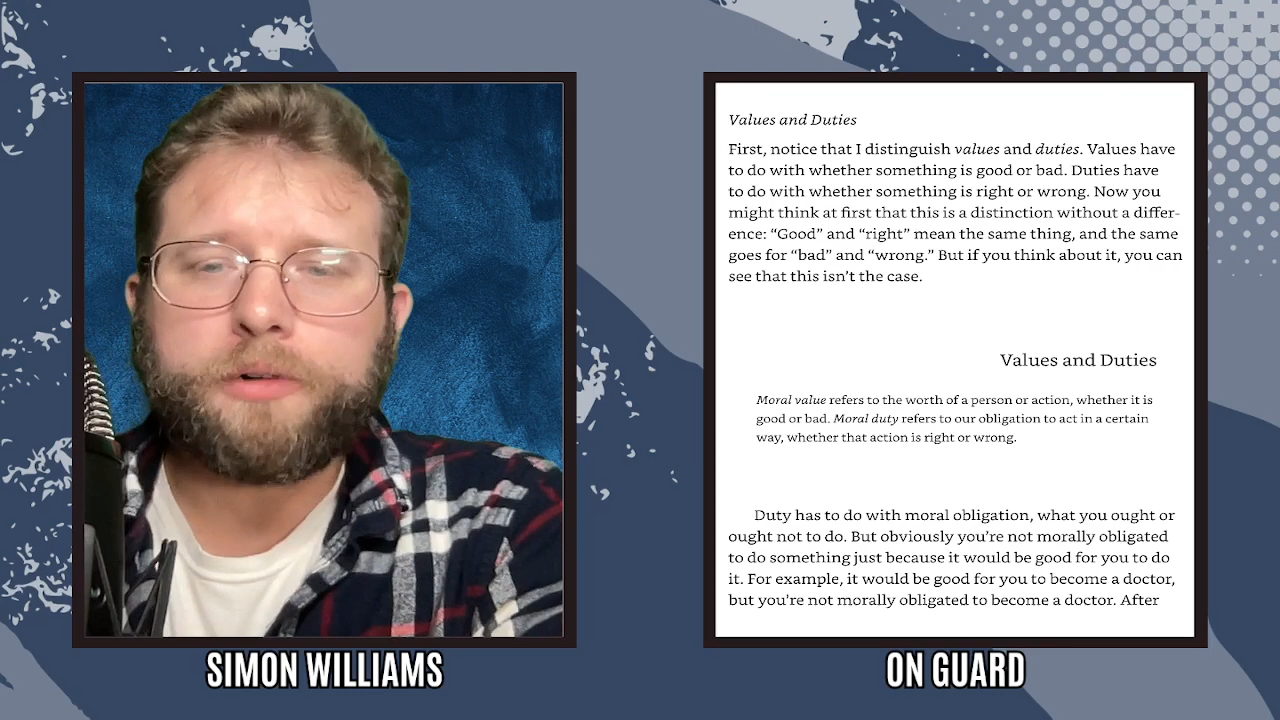 Values and Duties
First, notice that I distinguish values and duties. Values have
to do with whether something is good or bad. Duties have
to do with whether something is right or wrong. Now you
might think at first that this is a distinction without a differ-
ence: “Good” and “right” mean the same thing, and the same
goes for “bad” and “wrong.” But if you think about it, you can
see that this isn’t the case.
Values and Duties
Moral value refers to the worth of a person or action, whether it is
good or bad. Moral duty refers to our obligation to act in a certain
way, whether that action is right or wrong.
Duty has to do with moral obligation, what you ought or
ought not to do. But obviously you’re not morally obligated
to do something just because it would be good for you to do
it. For example, it would be good for you to become a doctor,
but you’re not morally obligated to become a doctor. After
SIMON WILLIAMS
ON GUARD